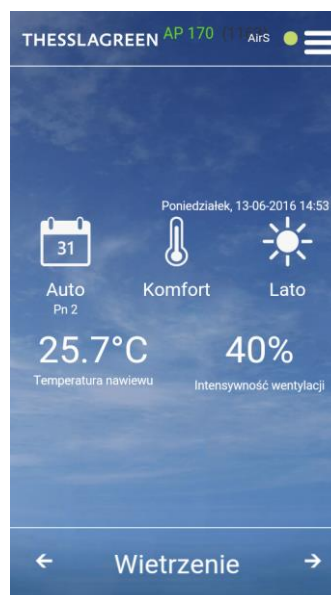 THESSLAGREEN AP 170 AirS
Poniedziałek, 13-06-2016 14:53
31
Auto Komfort Lato
Pn 2
25.7°C 40%
Temperatura nawiewu Intensywność wentylacji
← Wietrzenie →